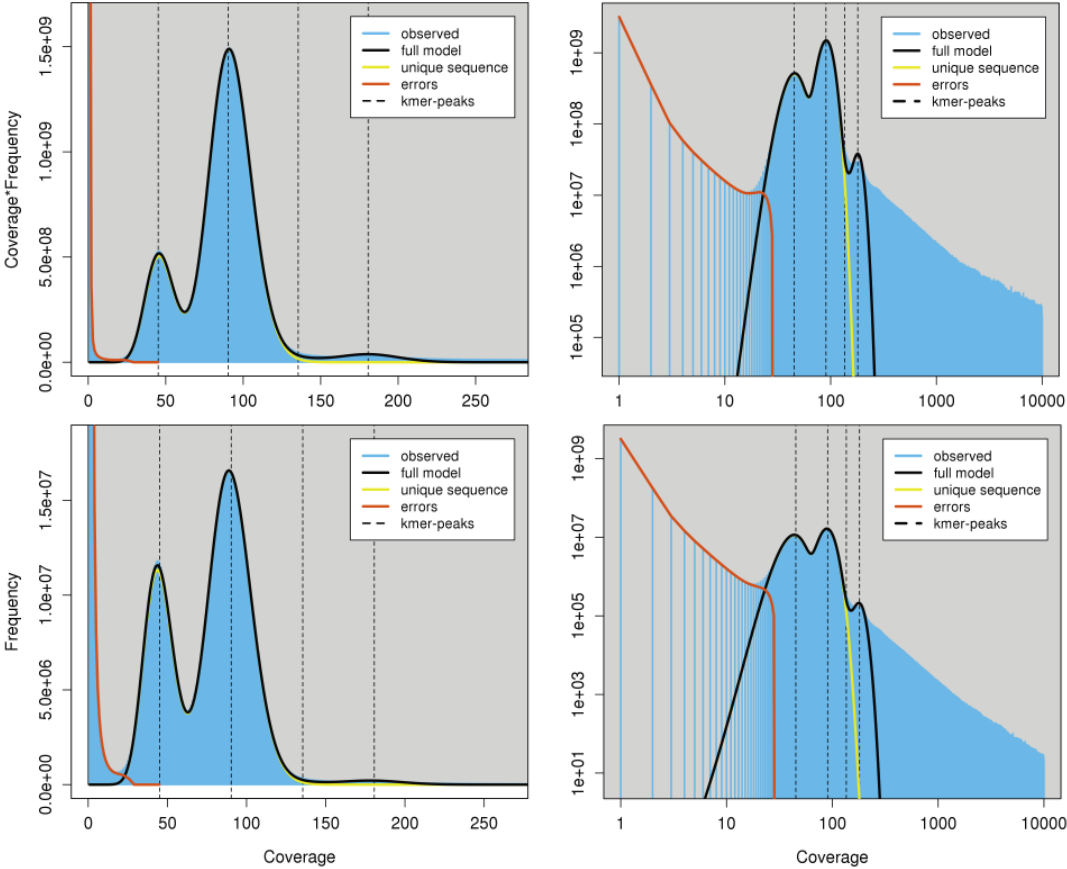 Coverage*Frequency
0.0e+00 5.0e+08 1.0e+09 1.5e+09
observed
full model
unique sequence
errors
kmer-peaks
0 50 100 150 200 250
1e+05 1e+06 1e+07 1e+08 1e+09
observed
full model
unique sequence
errors
kmer-peaks
1 10 100 1000 10000
Frequency
0.0e+00 5.0e+06 1.0e+07 1.5e+07
observed
full model
unique sequence
errors
kmer-peaks
0 50 100 150 200 250
Coverage
1e+01 1e+03 1e+05 1e+07 1e+09
observed
full model
unique sequence
errors
kmer-peaks
1 10 100 1000 10000
Coverage